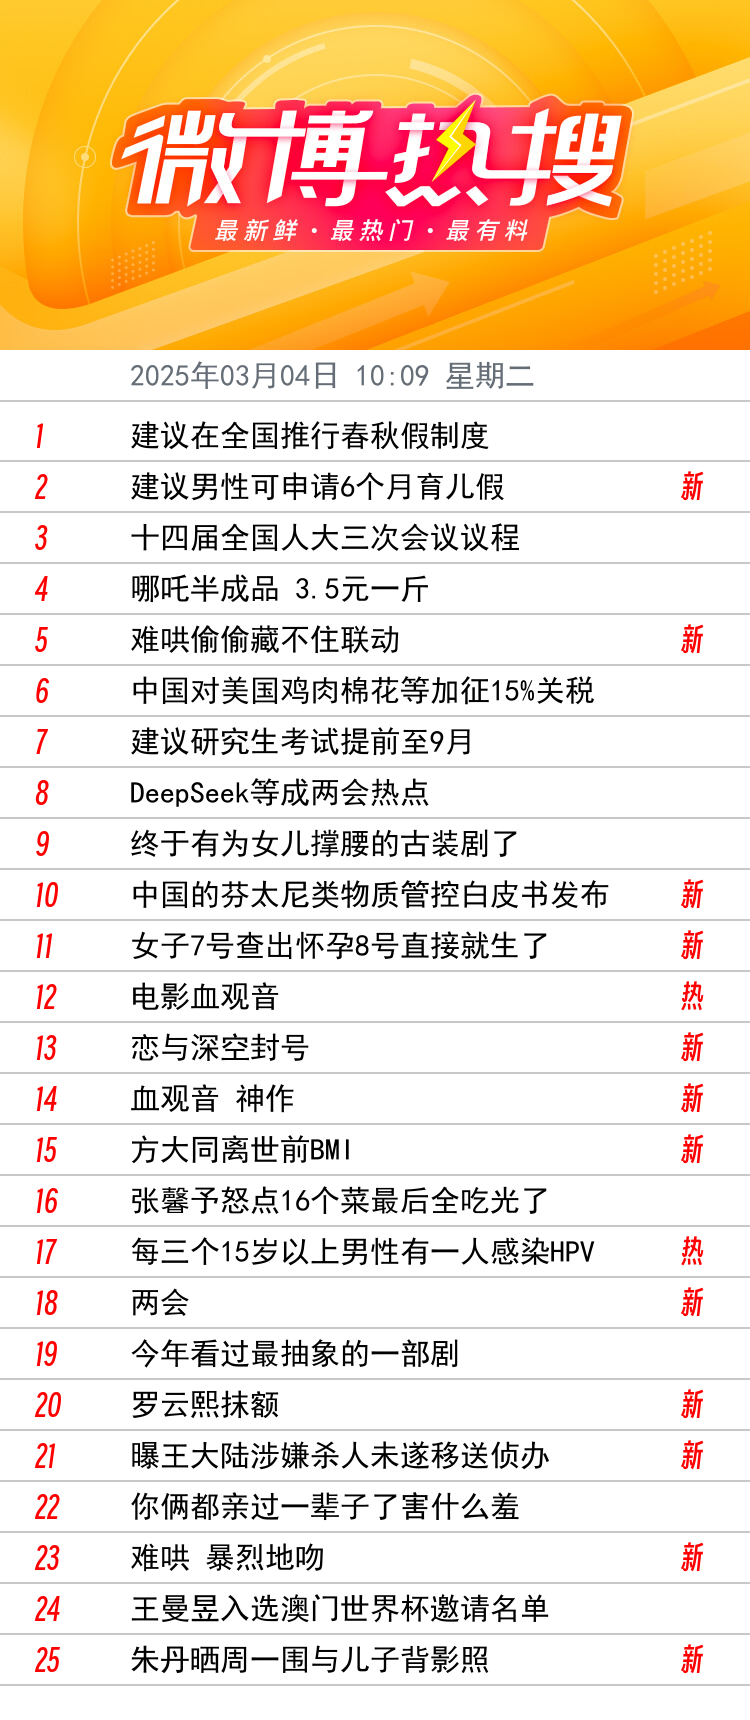 微博热搜
最新鲜·最热门·最有料
2025年03月04日 10:09 星期二
1 建议在全国推行春秋假制度
2 建议男性可申请6个月育儿假 新
3 十四届全国人大三次会议议程
4 哪吒半成品 3.5元一斤
5 难哄偷偷藏不住联动 新
6 中国对美国鸡肉棉花等加征15%关税
7 建议研究生考试提前至9月
8 DeepSeek等成两会热点
9 终于有为女儿撑腰的古装剧了
10 中国的芬太尼类物质管控白皮书发布 新
11 女子7号查出怀孕8号直接就生了 新
12 电影血观音 热
13 恋与深空封号 新
14 血观音 神作 新
15 方大同离世前BMI 新
16 张馨予怒点16个菜最后全吃光了
17 每三个15岁以上男性有一人感染HPV 热
18 两会 新
19 今年看过最抽象的一部剧
20 罗云熙抹额 新
21 曝王大陆涉嫌杀人未遂移送侦办 新
22 你俩都亲过一辈子了害什么羞
23 难哄 暴烈地吻 新
24 王曼昱入选澳门世界杯邀请名单
25 朱丹晒周一围与儿子背影照 新